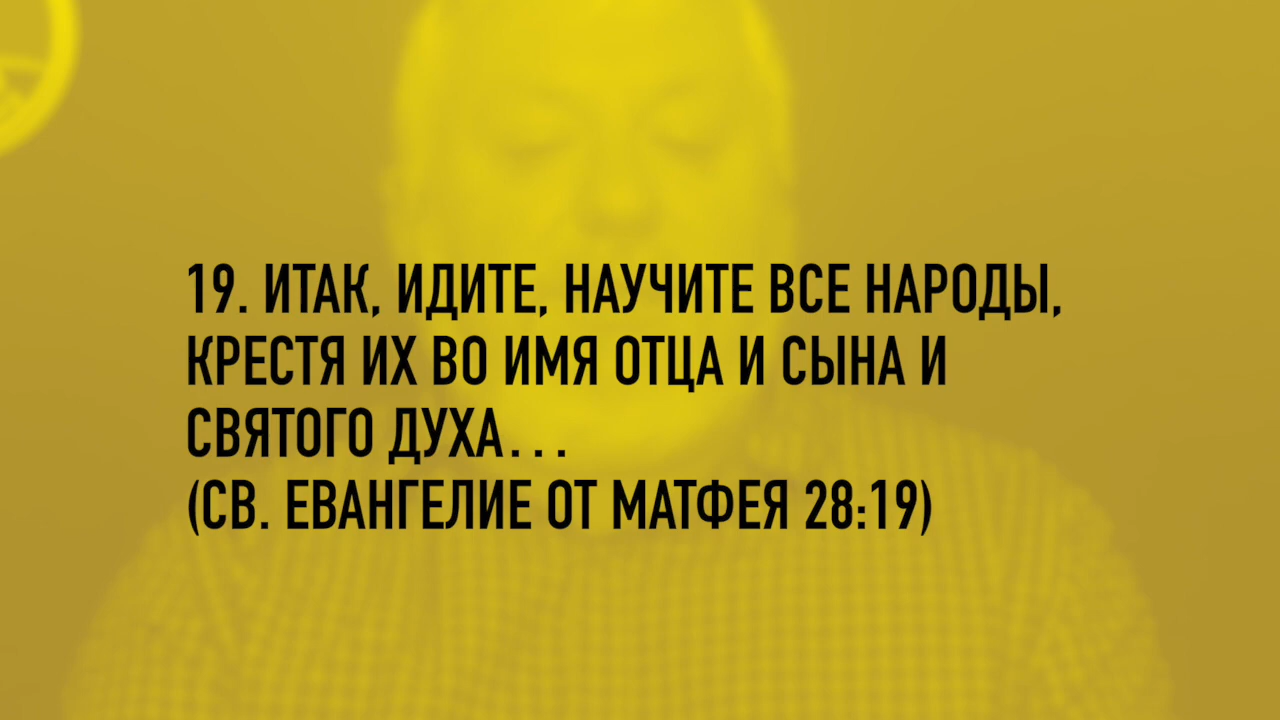 19. ИТАК, ИДИТЕ, НАУЧИТЕ ВСЕ НАРОДЫ,
КРЕСТЯ ИХ ВО ИМЯ ОТЦА И СЫНА И
СВЯТОГО ДУХА...
(СВ. ЕВАНГЕЛИЕ ОТ МАТФЕЯ 28:19)